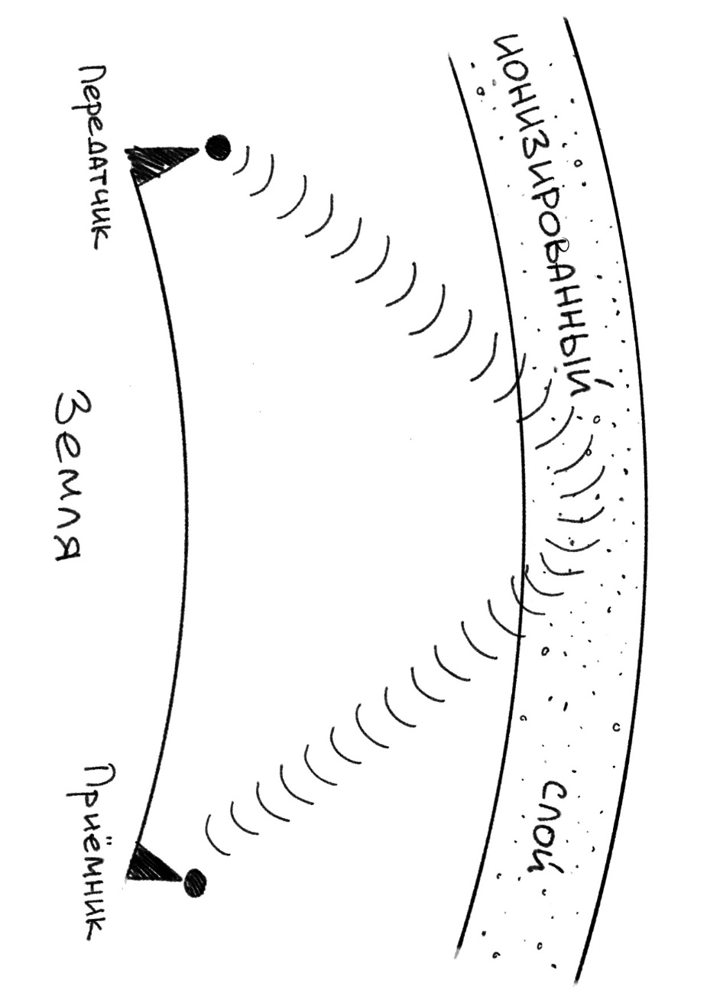 ионизированный слой
Передатчик
Приёмник
Земля